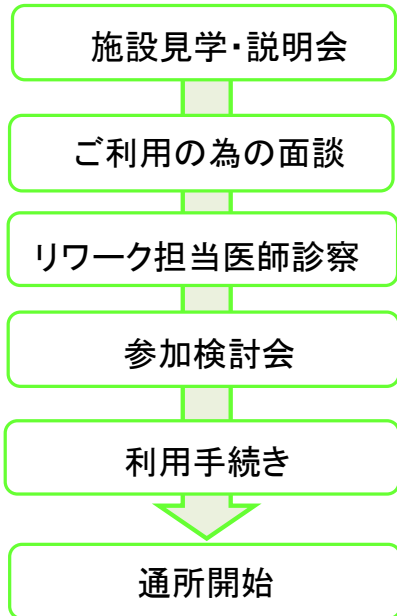 施設見学・説明会
ご利用の為の面談
リワーク担当医師診察
参加検討会
利用手続き
通所開始